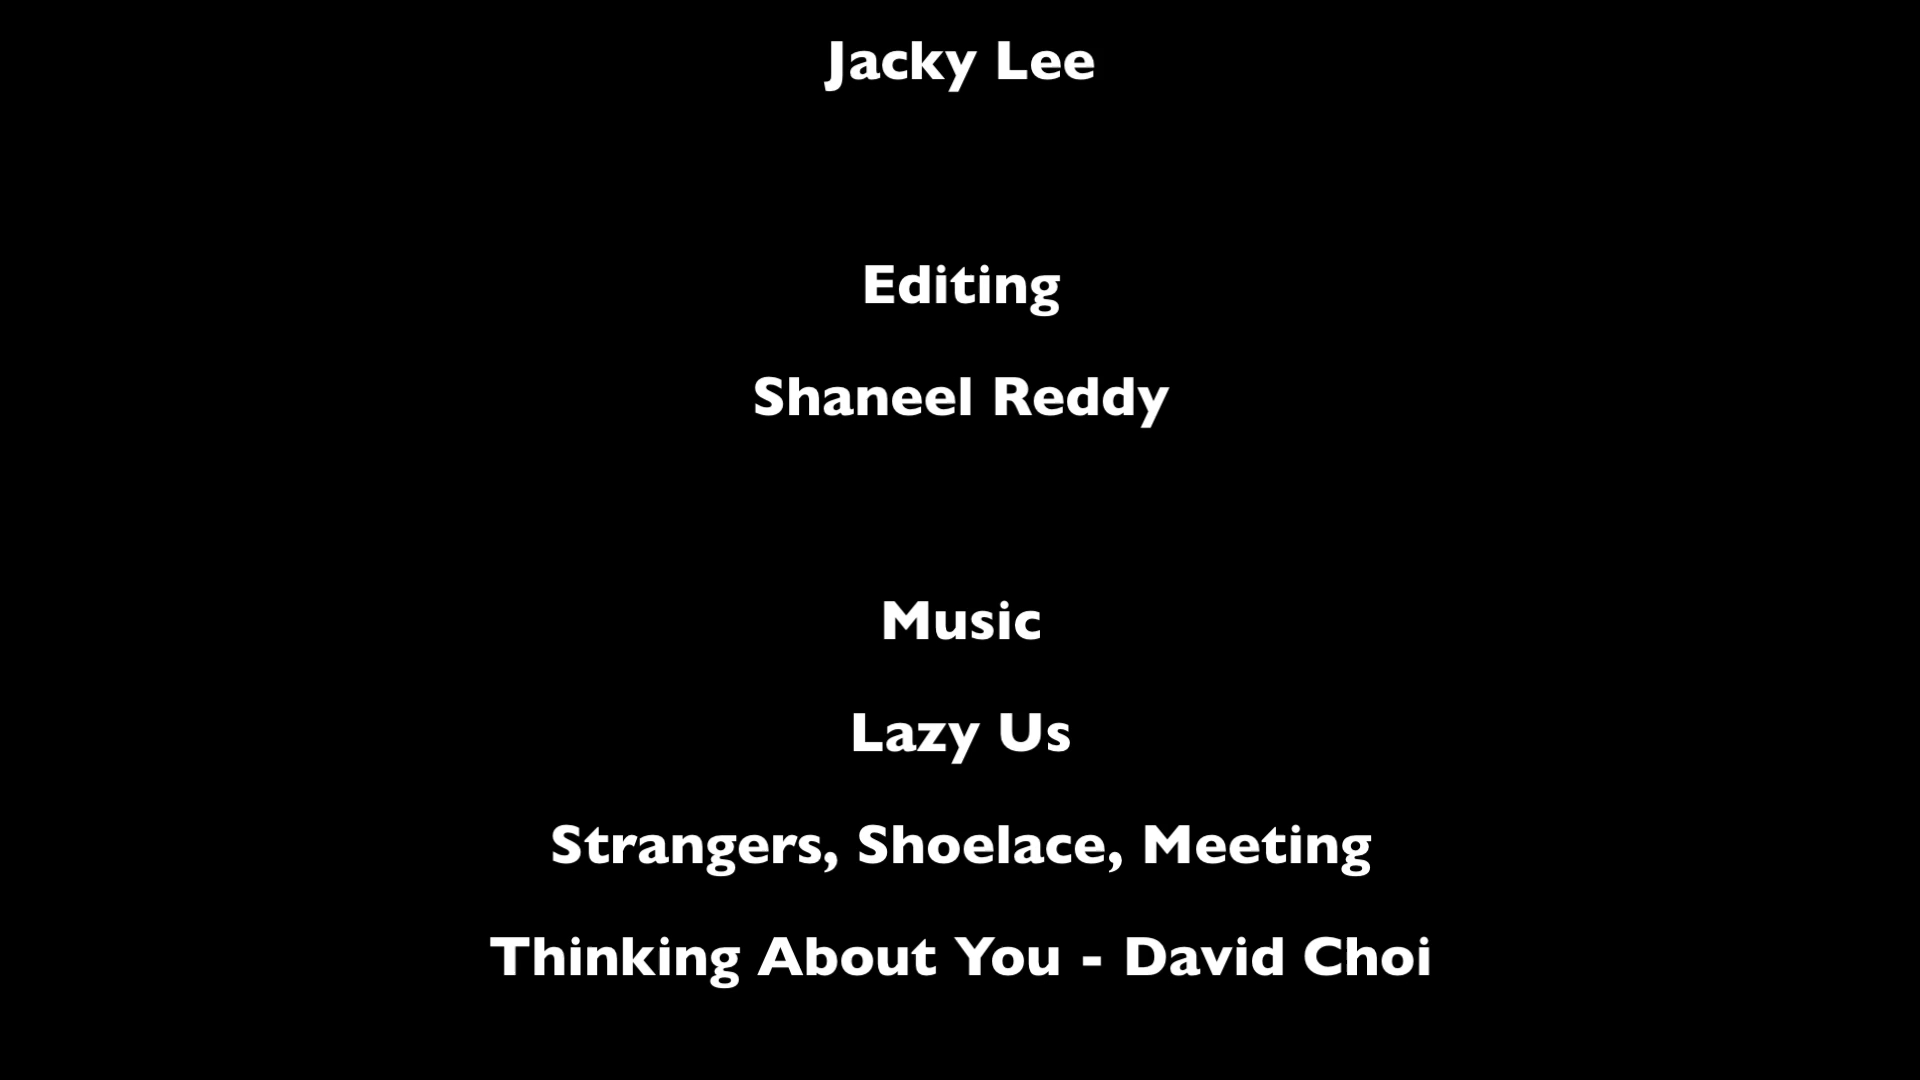 Jacky Lee
Editing
Shaneel Reddy
Music
Lazy Us
Strangers, Shoelace, Meeting
Thinking About You - David Choi